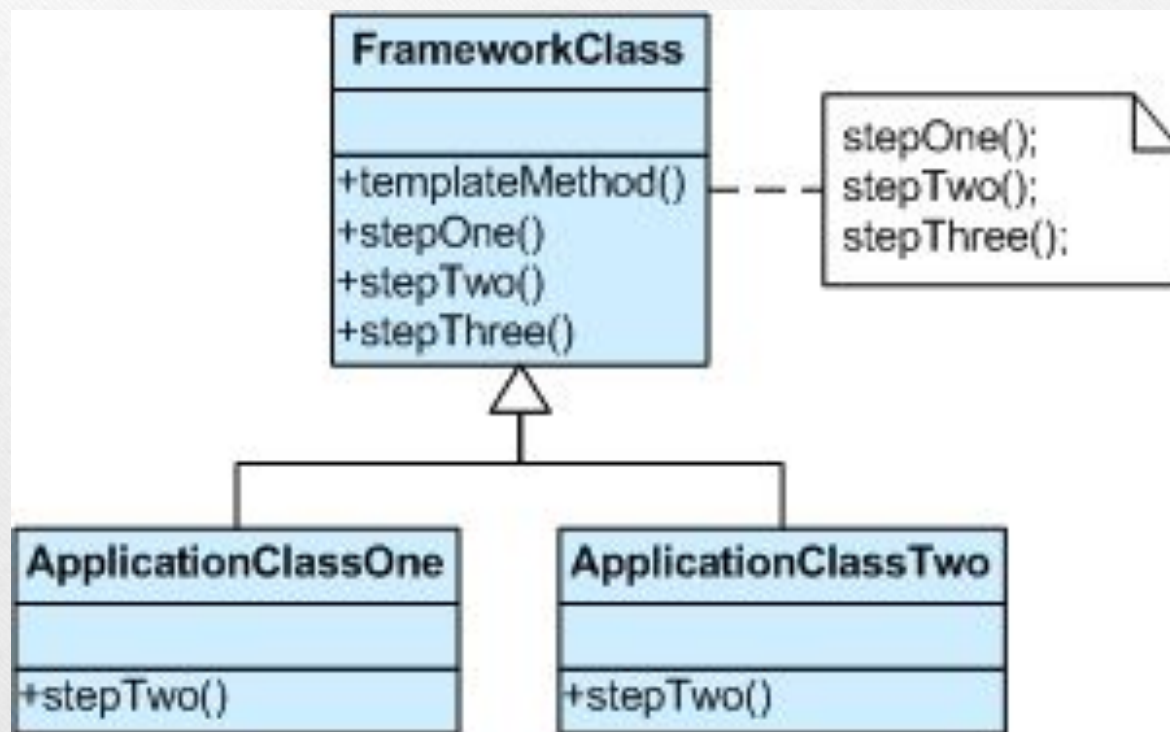 FrameworkClass
+templateMethod()
+stepOne()
+stepTwo()
+stepThree()
stepOne();
stepTwo();
stepThree();
ApplicationClassOne
+stepTwo()
ApplicationClassTwo
+stepTwo()